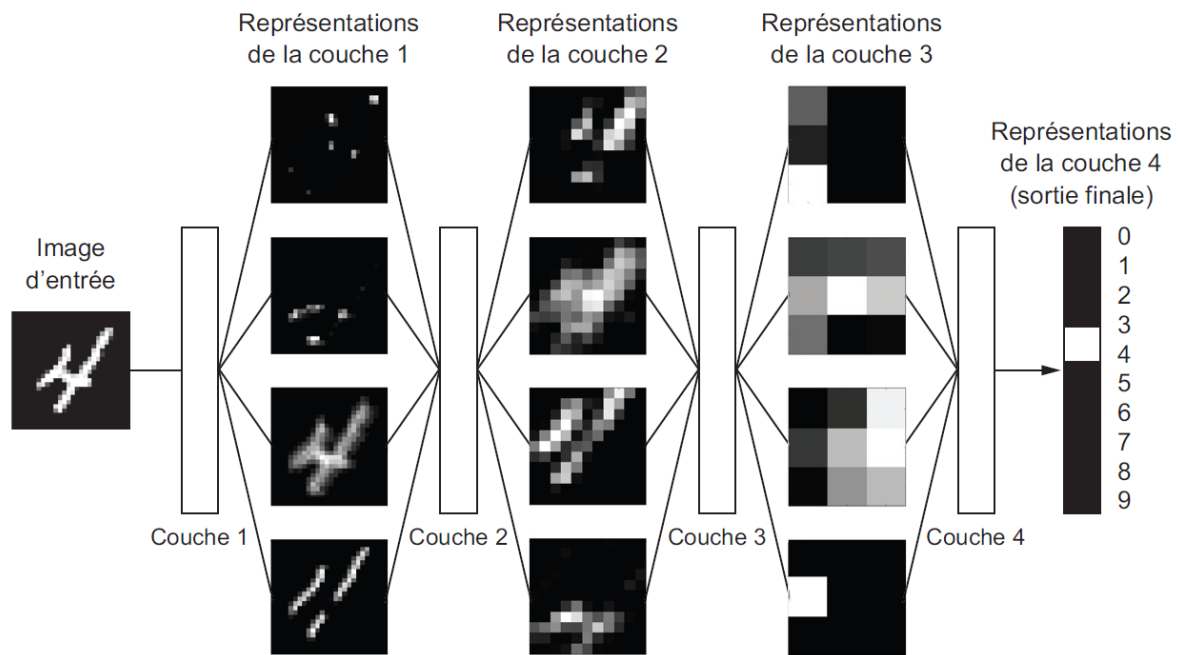 Représentations
de la couche 1
Représentations
de la couche 2
Représentations
de la couche 3
Représentations
de la couche 4
(sortie finale)
Image
d'entrée
0
1
2
3
4
5
6
7
8
9
Couche 1
Couche 2
Couche 3
Couche 4